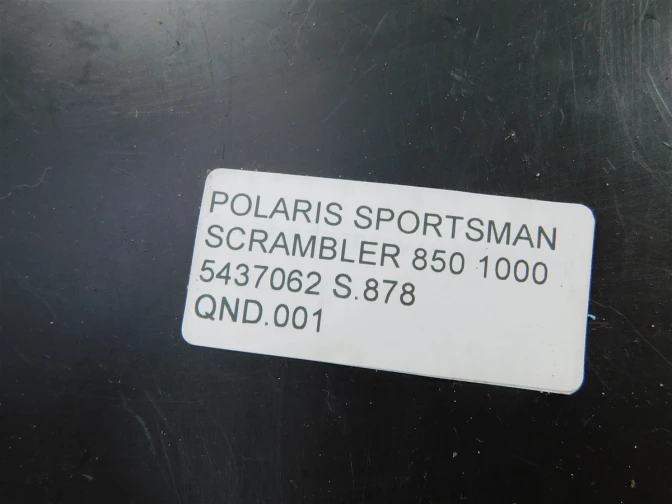 POLARIS SPORTSMAN
SCRAMBLER 850 1000
5437062 S.878
QND.001